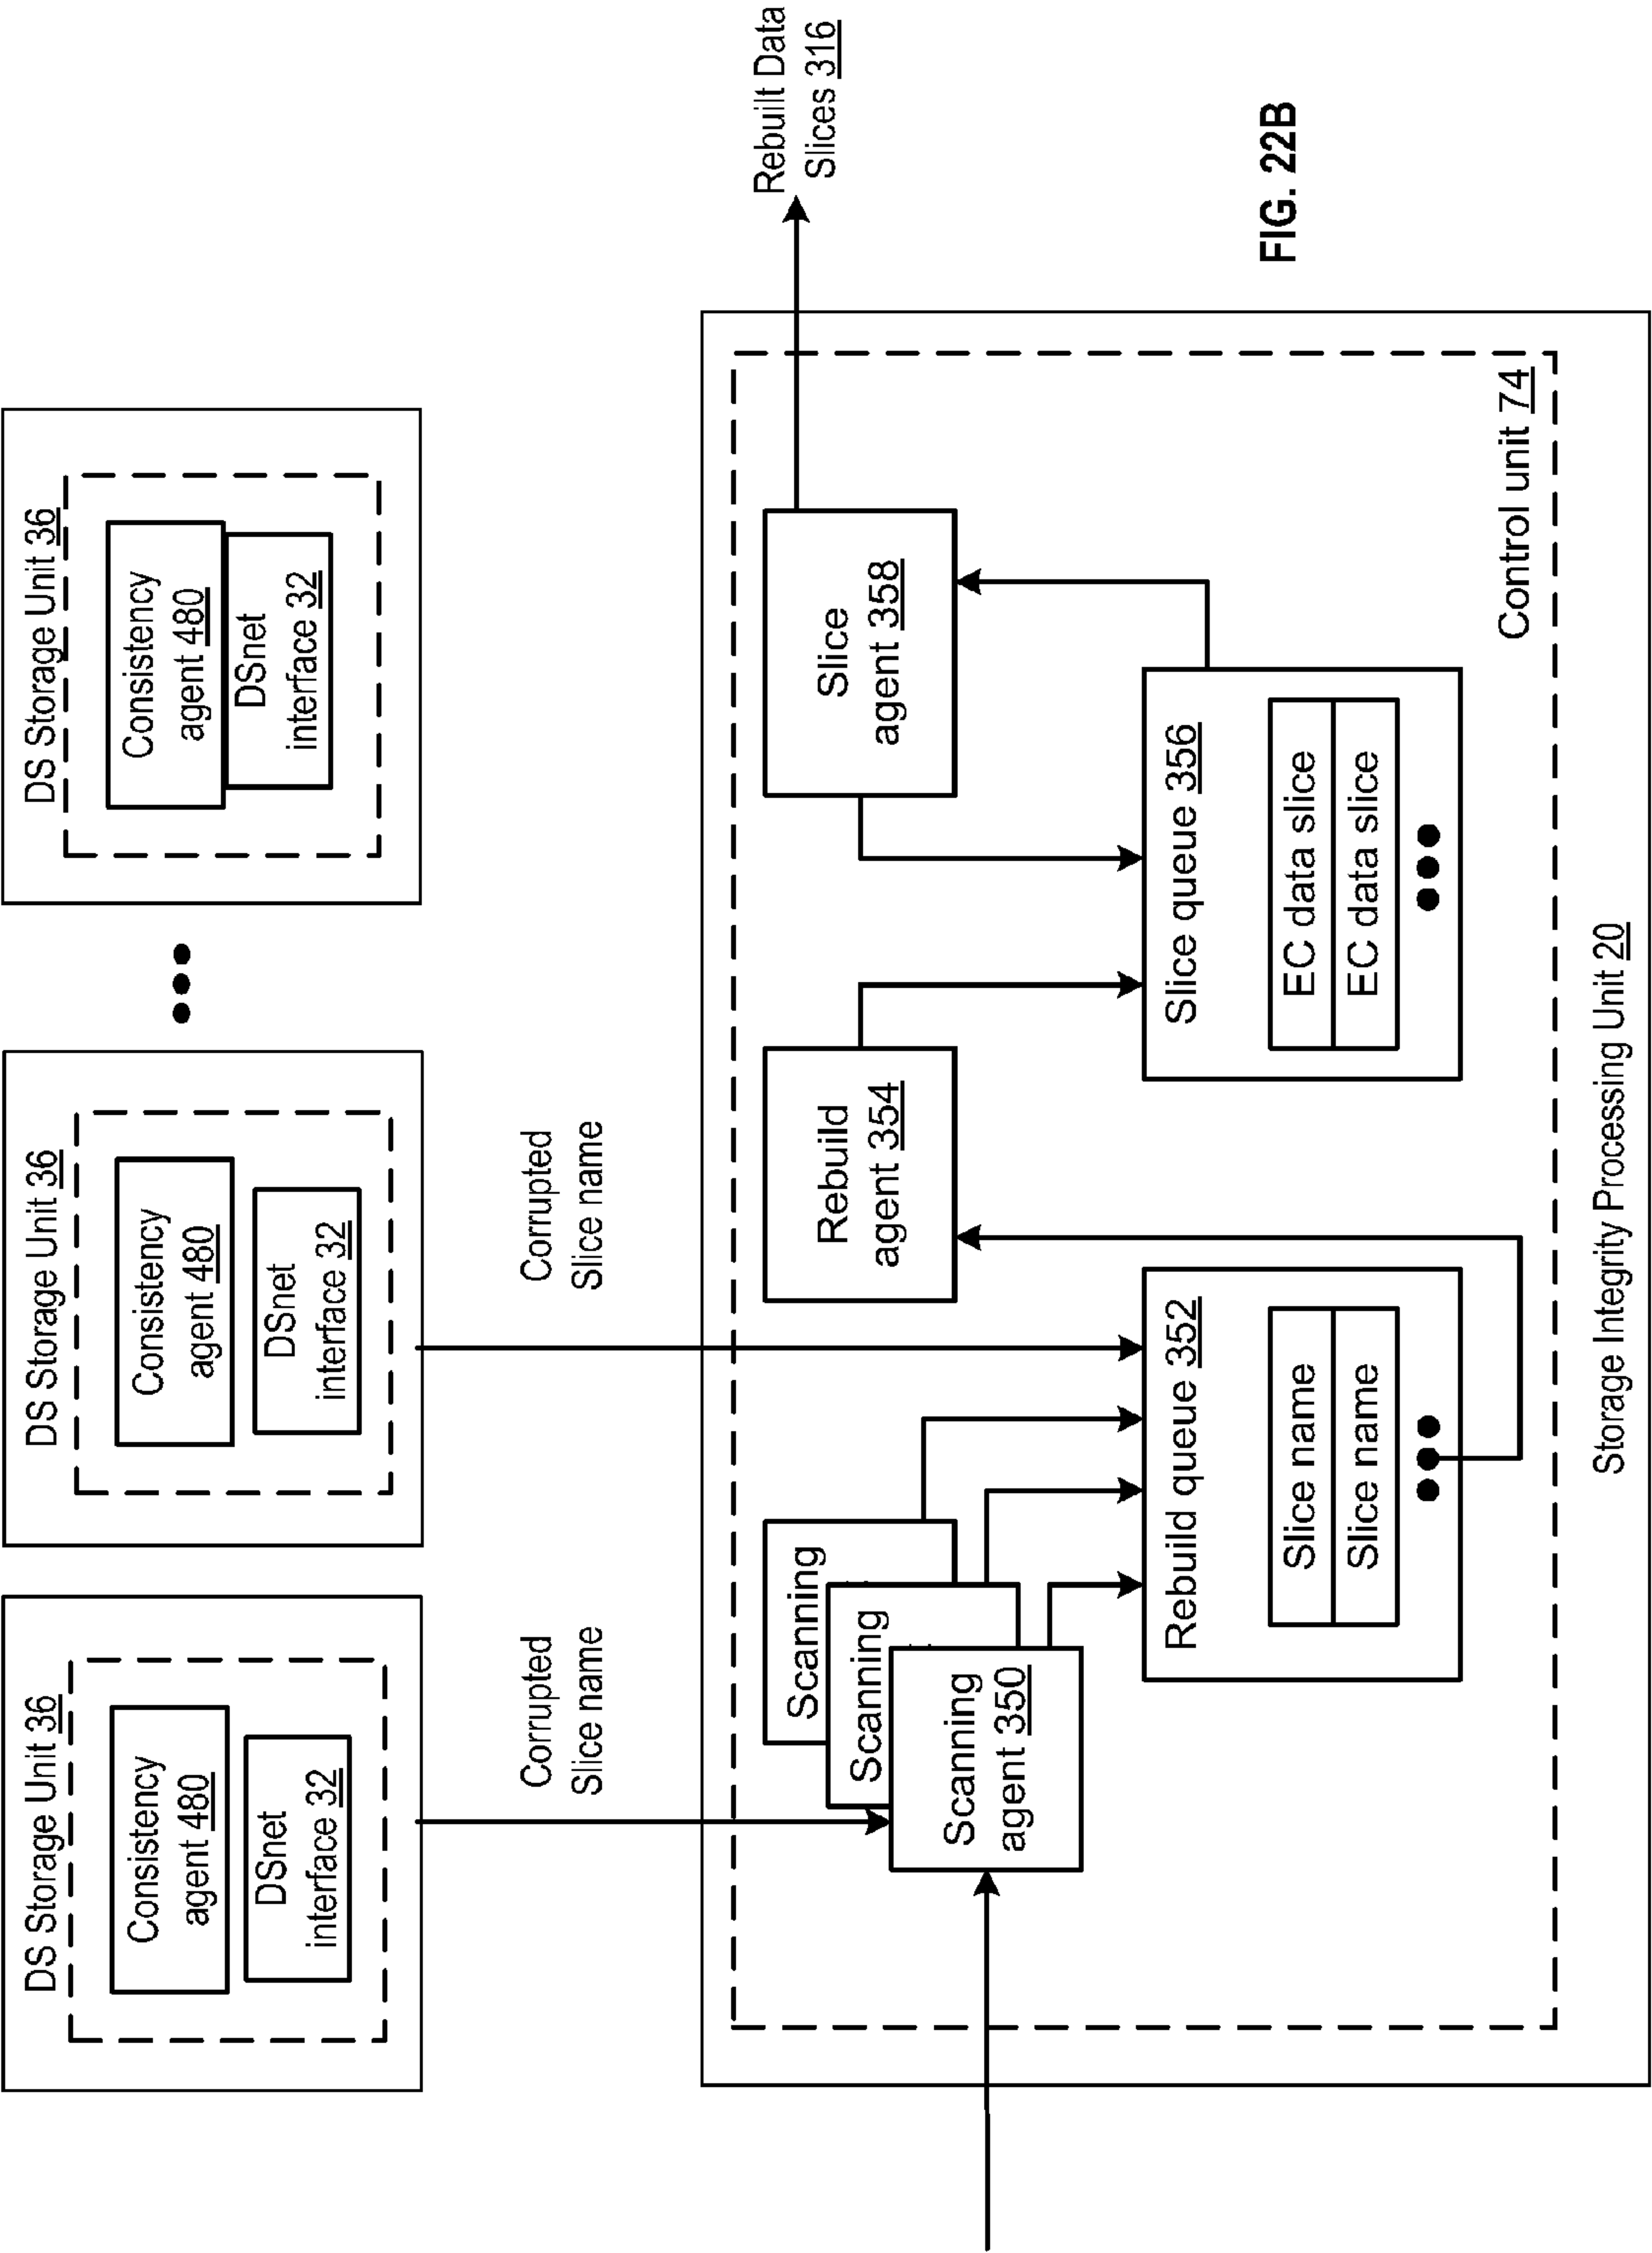 DS Storage Unit 36
Consistency
agent 480
DSnet
interface 32
DS Storage Unit 36
Consistency
agent 480
DSnet
interface 32
DS Storage Unit 36
Consistency
agent 480
DSnet
interface 32
Corrupted
Slice name
Corrupted
Slice name
Scanning
Scanning
Scanning
agent 350
Rebuild
agent 354
Slice
agent 358
Rebuilt Data
Slices 316
Rebuild queue 352
Slice name
Slice name
Slice queue 356
EC data slice
EC data slice
Control unit 74
Storage Integrity Processing Unit 20
FIG. 22B